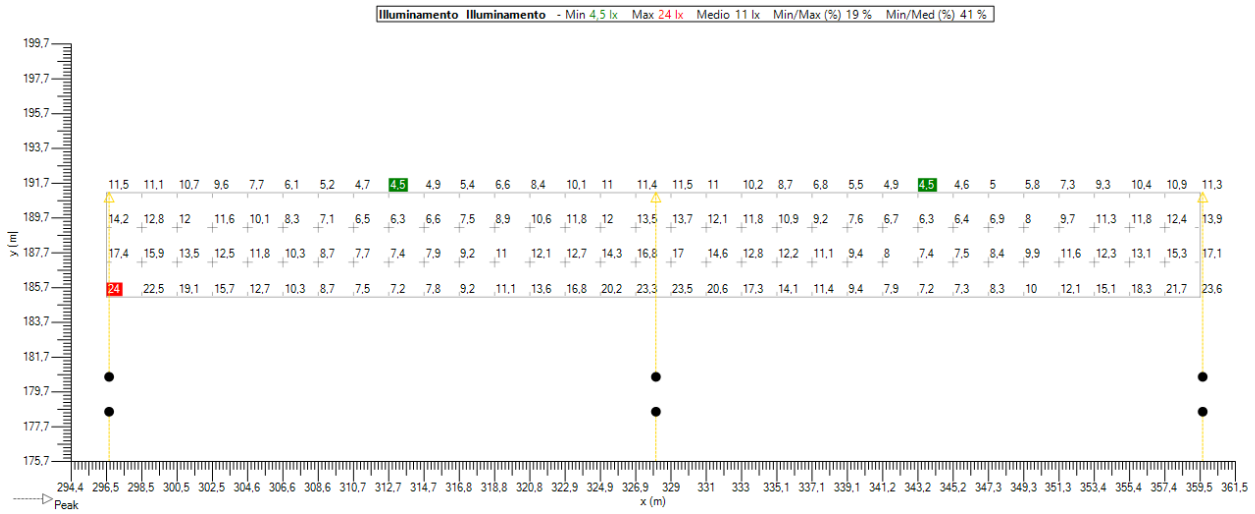 Illuminamento Illuminamento - Min 4,5 lx Max 24 lx Medio 11 lx Min/Max (%) 19 % Min/Med (%) 41 %
199,7
197,7
195,7
193,7
191,7
11,5 11,1 10,7 9,6 7,7 6,1 5,2 4,7 4,5 4,9 5,4 6,6 8,4 10,1 11 11,4 11,5 11 10,2 8,7 6,8 5,5 4,9 4,5 4,6 5 5,8 7,3 9,3 10,4 10,9 11,3
189,7
14,2 12,8 12 11,6 10,1 8,3 7,1 6,5 6,3 6,6 7,5 8,9 10,6 11,8 12 13,5 13,7 12,1 11,8 10,9 9,2 7,6 6,7 6,3 6,4 6,9 8 9,7 11,3 11,8 12,4 13,9
y (m)
187,7
17,4 15,9 13,5 12,5 11,8 10,3 8,7 7,7 7,4 7,9 9,2 11 12,1 12,7 14,3 16,8 17 14,6 12,8 12,2 11,1 9,4 8 7,4 7,5 8,4 9,9 11,6 12,3 13,1 15,3 17,1
185,7
24 22,5 19,1 15,7 12,7 10,3 8,7 7,5 7,2 7,8 9,2 11,1 13,6 16,8 20,2 23,3 23,5 20,6 17,3 14,1 11,4 9,4 7,9 7,2 7,3 8,3 10 12,1 15,1 18,3 21,7 23,6
183,7
181,7
179,7
177,7
175,7
294,4 296,5 298,5 300,5 302,5 304,6 306,6 308,6 310,7 312,7 314,7 316,8 318,8 320,8 322,9 324,9 326,9 329 331 333 335,1 337,1 339,1 341,2 343,2 345,2 347,3 349,3 351,3 353,4 355,4 357,4 359,5 361,5
x (m)
Peak